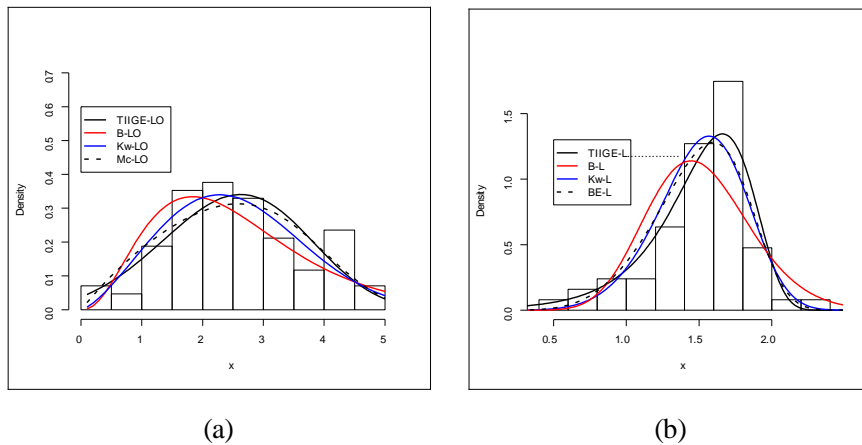 0.7
0.6
0.5
0.4
0.3
0.2
0.1
0.0
Density
TIIGE-LO
B-LO
Kw-LO
Mc-LO
0 1 2 3 4 5
x
(a)
1.5
1.0
0.5
0.0
Density
TIIGE-L
B-L
Kw-L
BE-L
0.5 1.0 1.5 2.0
x
(b)